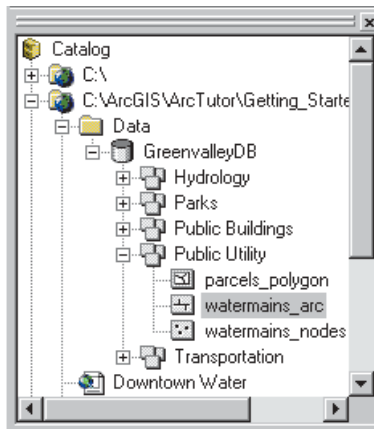 Catalog
C:\
C:\ArcGIS\ArcTutor\Getting_Starte
Data
GreenvalleyDB
Hydrology
Parks
Public Buildings
Public Utility
parcels_polygon
watermains_arc
watermains_nodes
Transportation
Downtown Water